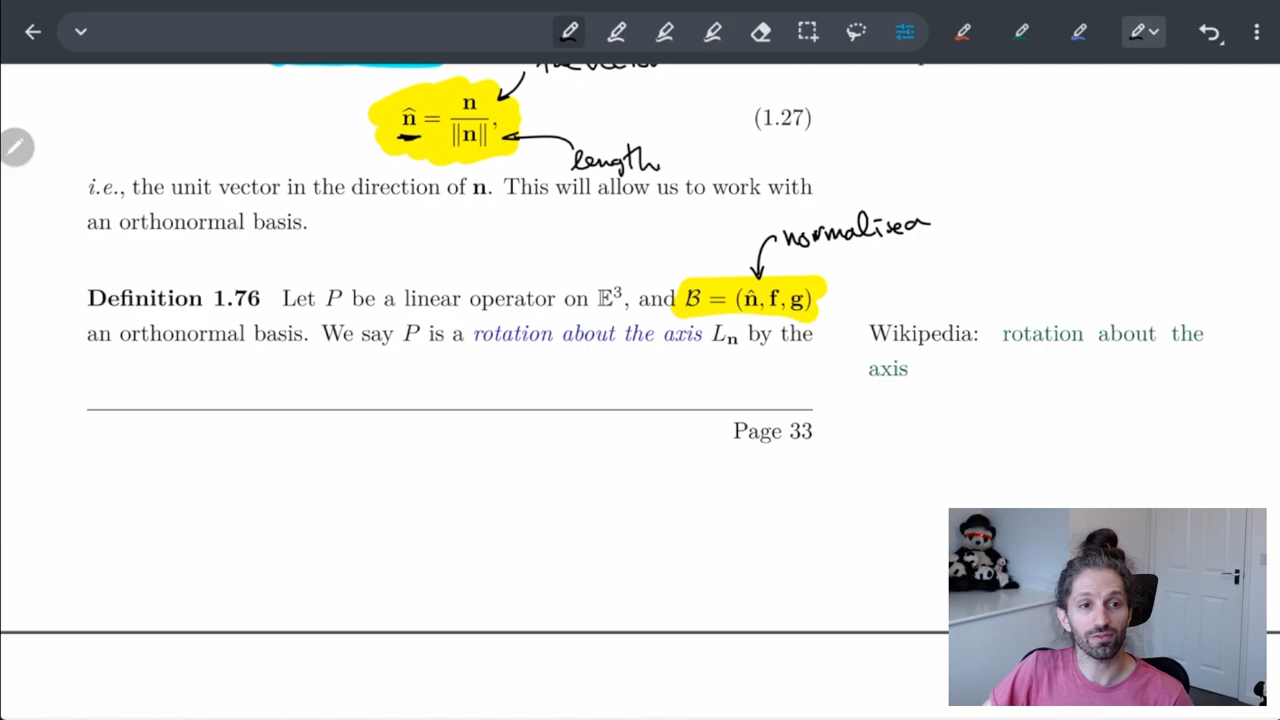 n̂ = n / ‖n‖, (1.27)
length
i.e., the unit vector in the direction of n. This will allow us to work with
an orthonormal basis.
normalised
Definition 1.76 Let P be a linear operator on 𝔼³, and ℬ = (n̂, f, g)
an orthonormal basis. We say P is a rotation about the axis Lₙ by the
Wikipedia: rotation about the
axis
Page 33